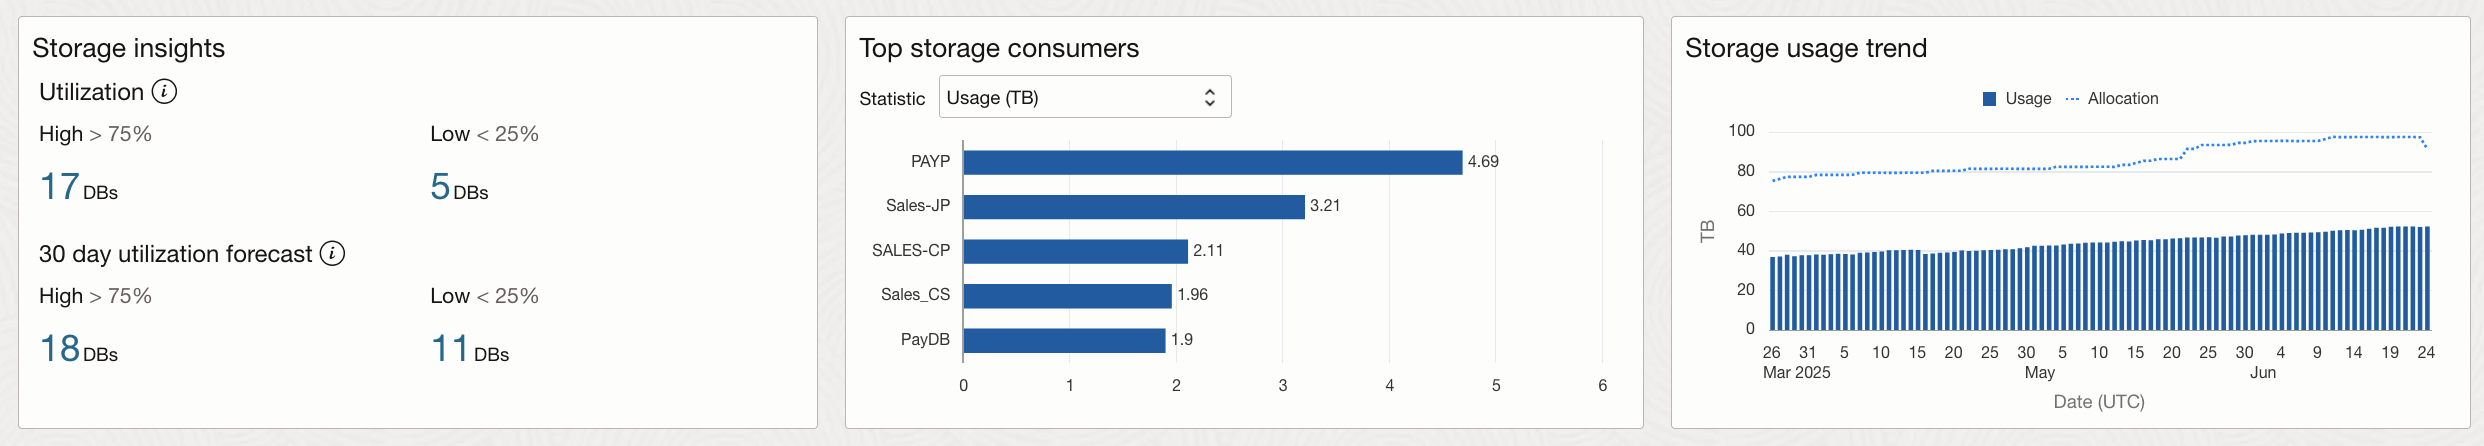 Storage insights
Utilization
High > 75%
Low < 25%
17 DBs
5 DBs
30 day utilization forecast
High > 75%
Low < 25%
18 DBs
11 DBs
Top storage consumers
Statistic
Usage (TB)
PAYP
4.69
Sales-JP
3.21
SALES-CP
2.11
Sales_CS
1.96
PayDB
1.9
0 1 2 3 4 5 6
Storage usage trend
Usage
Allocation
TB
100
80
60
40
20
0
26 31 5 10 15 20 25 30 5 10 15 20 25 30 4 9 14 19 24
Mar 2025 May Jun
Date (UTC)